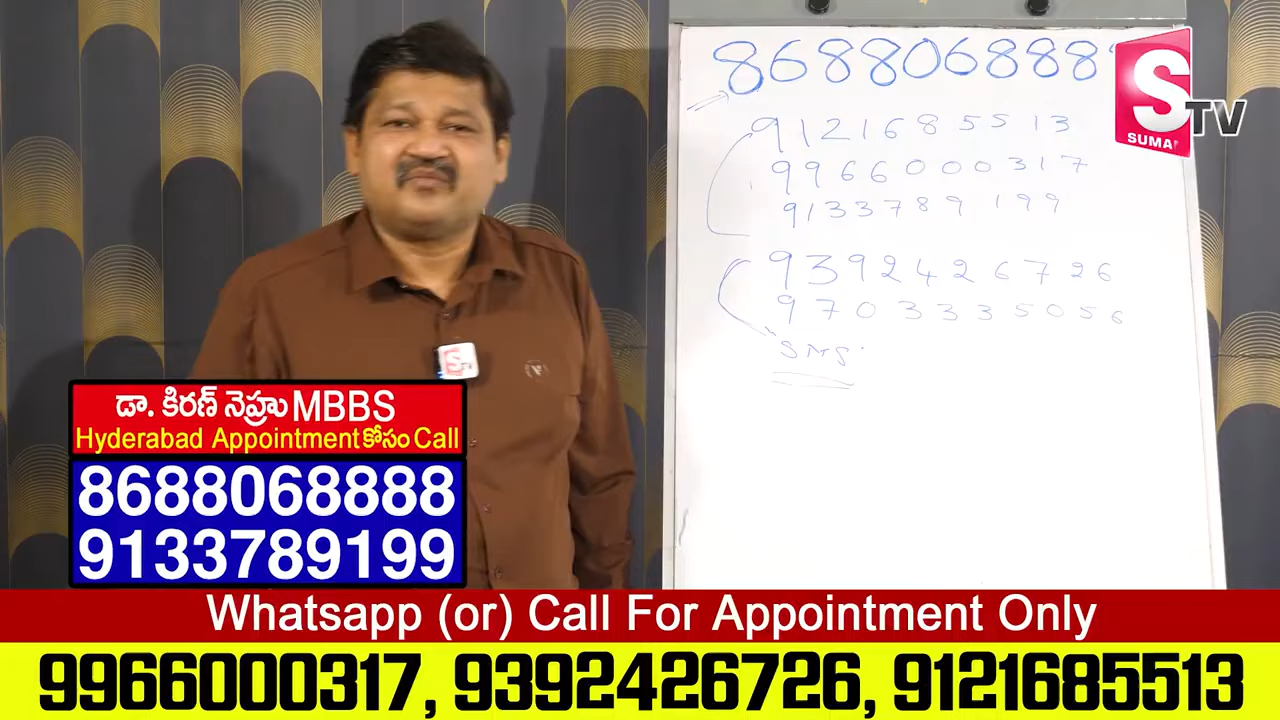 8688068888
9121685513
9966000317
9133789199
9392426726
9703335056
SMS
S TV
SUMAN
డా. కిరణ్ నెహ్రు MBBS
Hyderabad Appointment కోసం Call
8688068888
9133789199
Whatsapp (or) Call For Appointment Only
9966000317, 9392426726, 9121685513